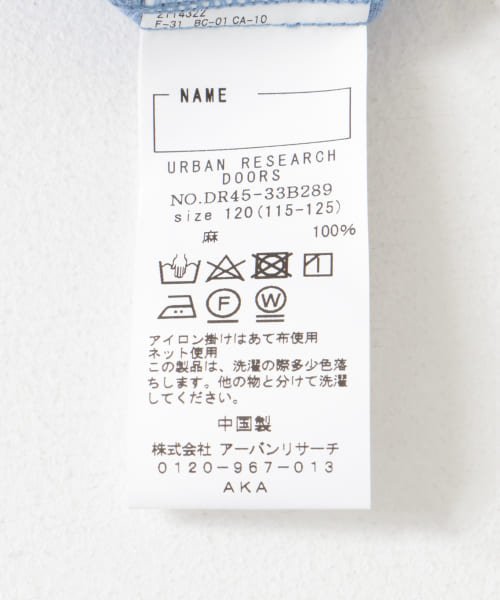 2114322
F-31 BC-01 CA-10
NAME
URBAN RESEARCH
DOORS
NO.DR45-33B289
size 120(115-125)
麻 100%
F W
アイロン掛けはあて布使用
ネット使用
この製品は、洗濯の際多少色落
ちします。他の物と分けて洗濯
してください。
中国製
株式会社 アーバンリサーチ
0120-967-013
AKA